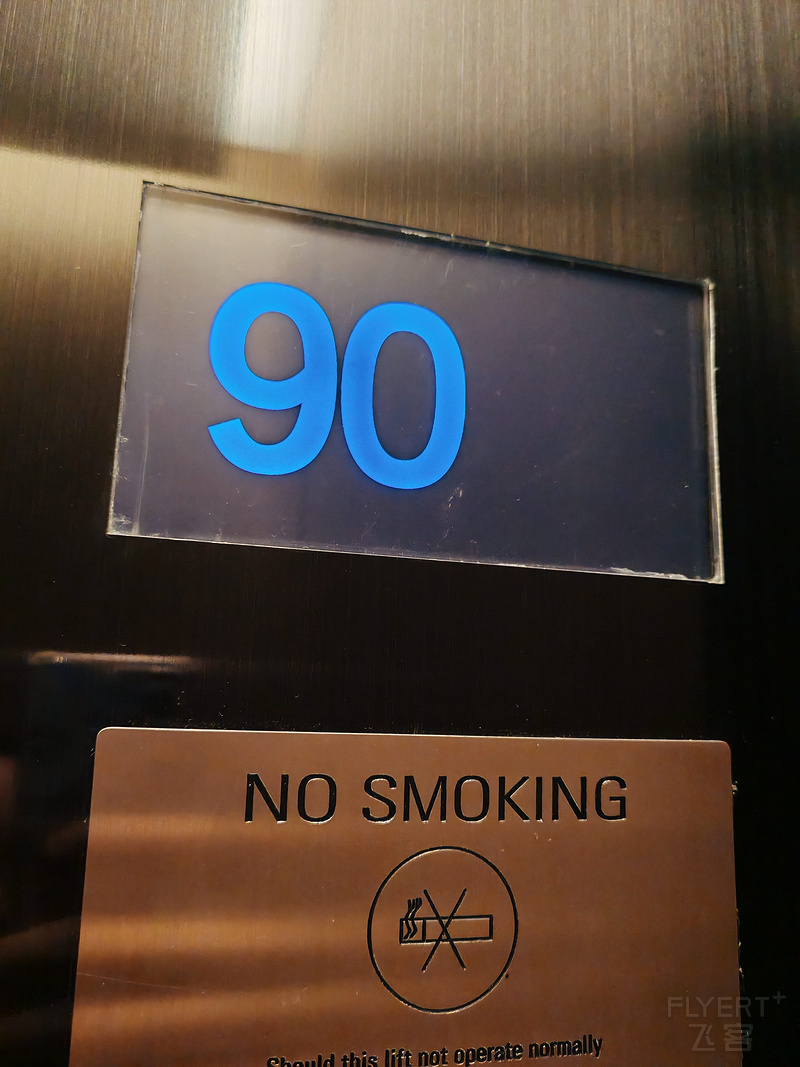 90
NO SMOKING
Should this lift not operate normally
FLYERT+
飞客